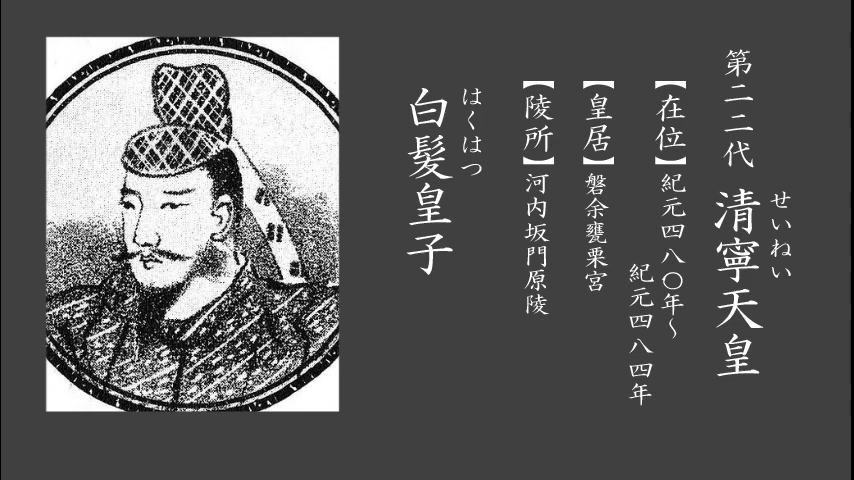 第二二代 清寧天皇
せいねい
【在位】紀元四八〇年〜
紀元四八四年
【皇居】磐余甕栗宮
【陵所】河内坂門原陵
はくはつ
白髪皇子